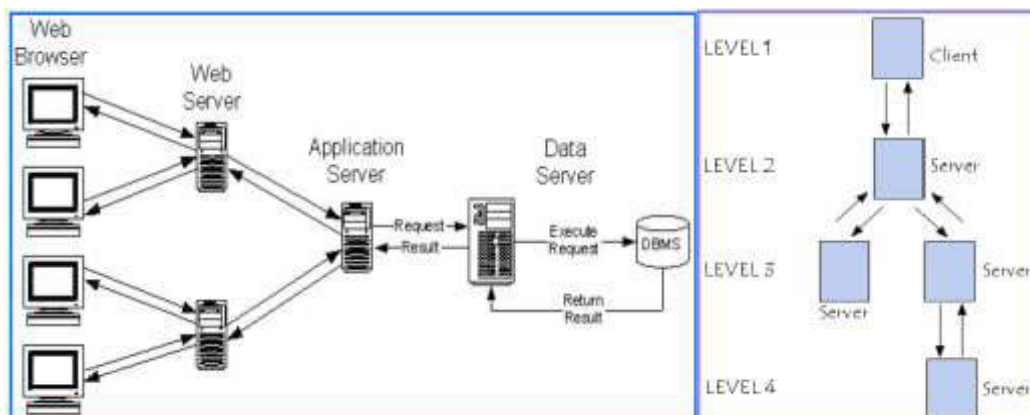 Web
Browser
Web
Server
Application
Server
Data
Server
Request
Result
Execute
Request
DBMS
Return
Result
LEVEL 1
Client
LEVEL 2
Server
LEVEL 3
Server
Server
LEVEL 4
Server